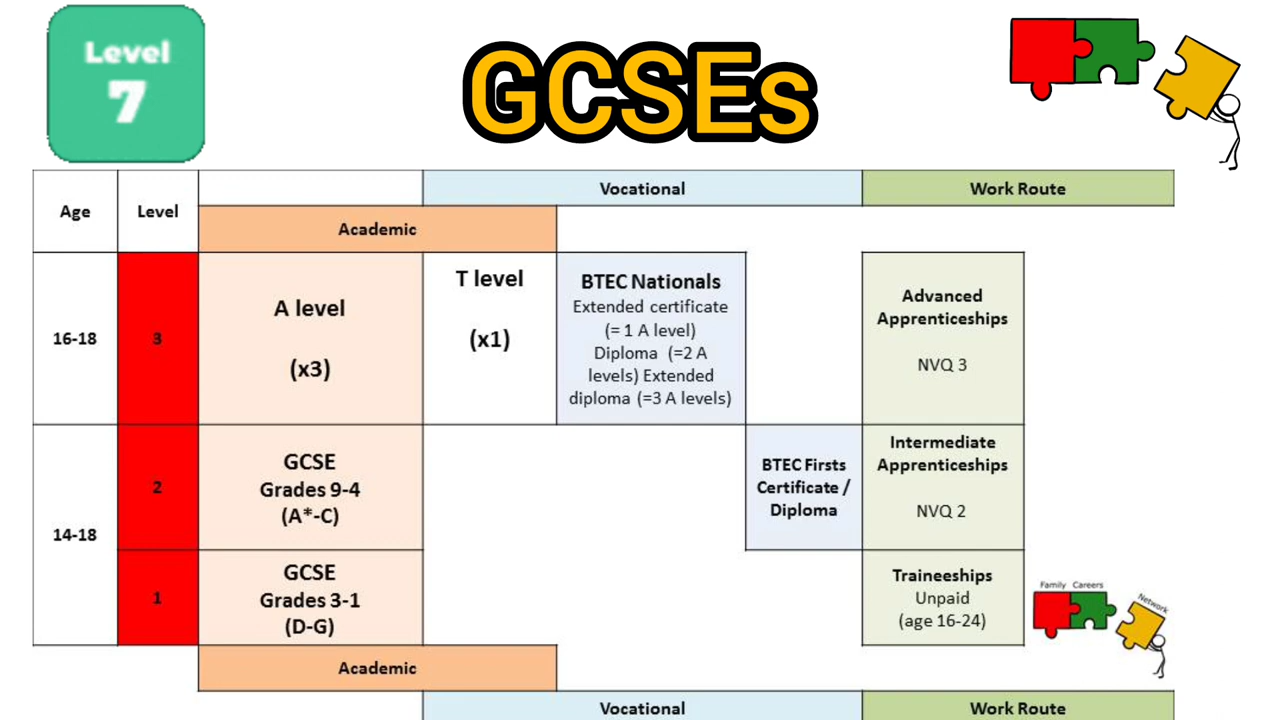 Level
7
GCSEs
Vocational
Work Route
Age
Level
Academic
16-18
3
A level
(x3)
T level
(x1)
BTEC Nationals
Extended certificate
(= 1 A level)
Diploma (=2 A
levels) Extended
diploma (=3 A levels)
Advanced
Apprenticeships
NVQ 3
14-18
2
GCSE
Grades 9-4
(A*-C)
BTEC Firsts
Certificate /
Diploma
Intermediate
Apprenticeships
NVQ 2
1
GCSE
Grades 3-1
(D-G)
Traineeships
Unpaid
(age 16-24)
Family Careers
Network
Academic
Vocational
Work Route